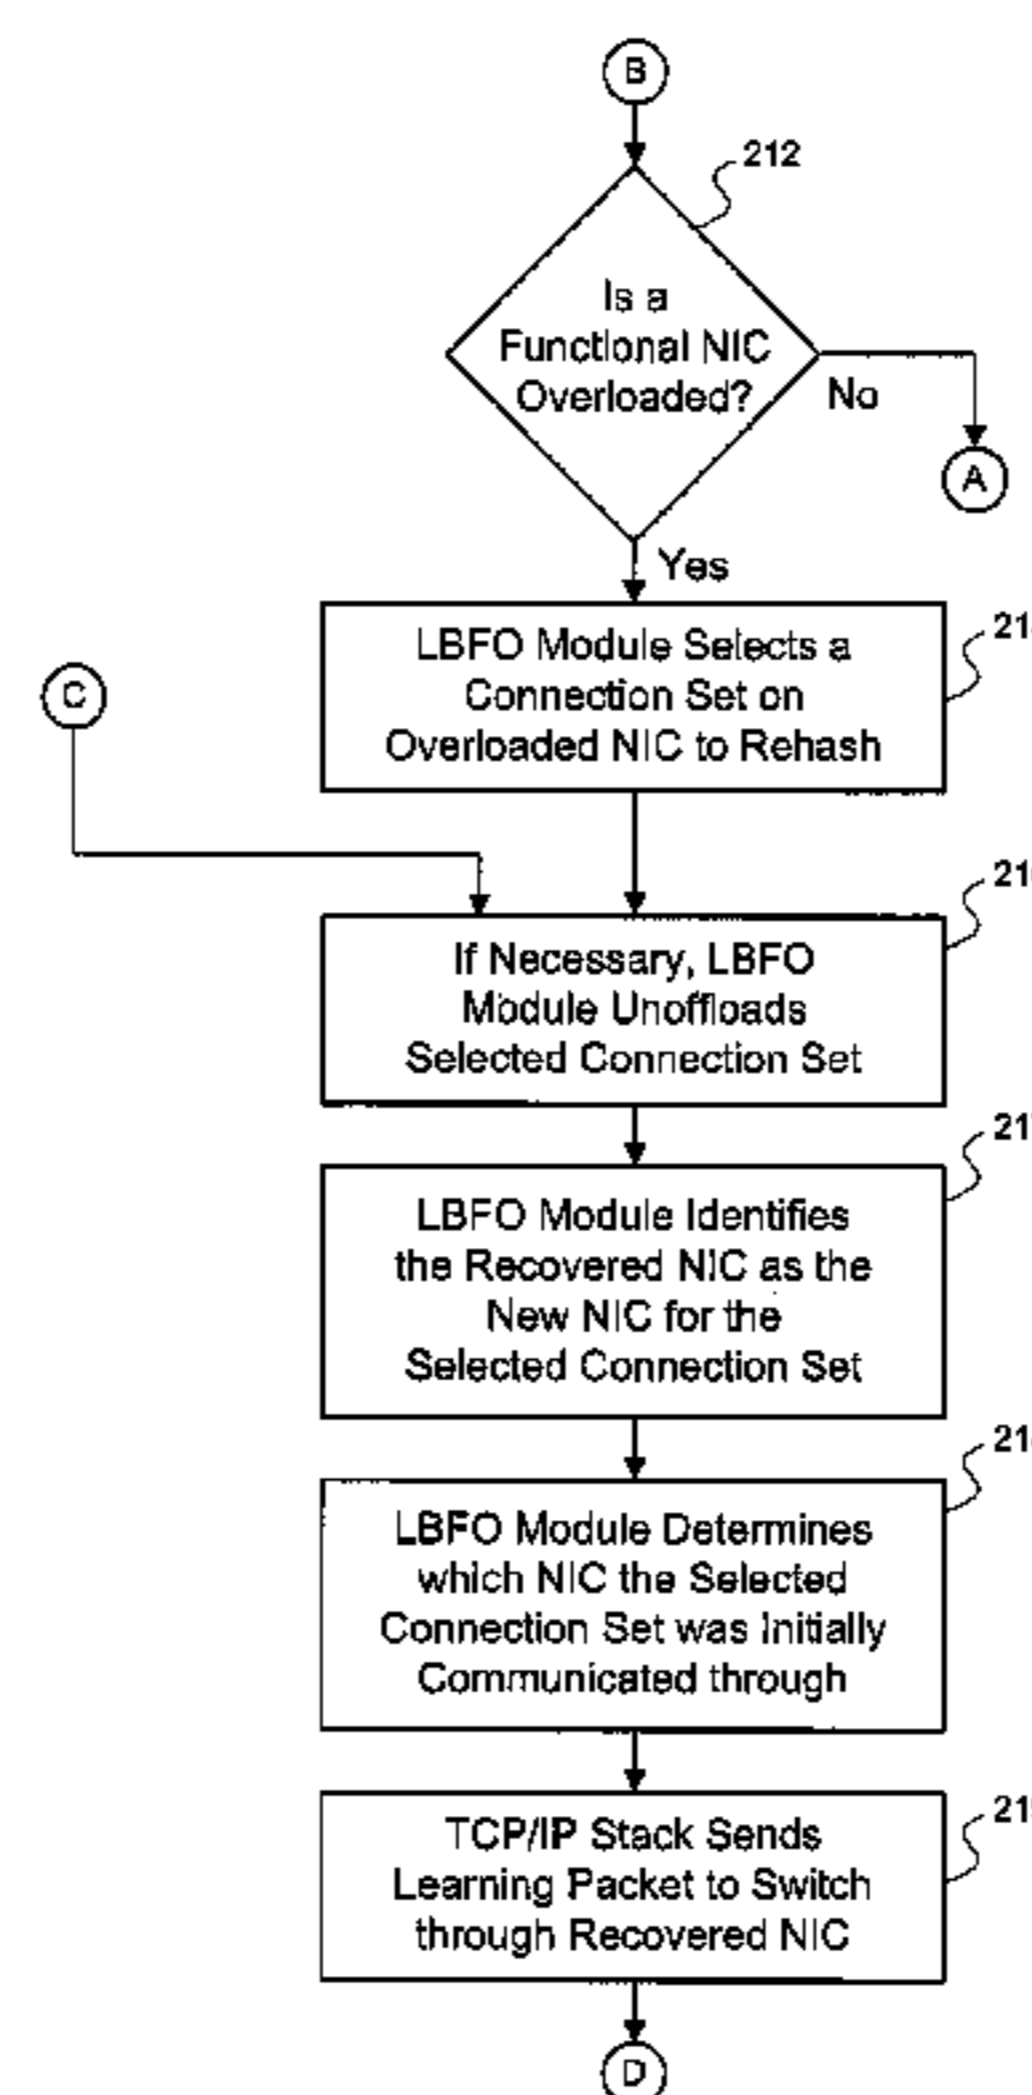 B
212
Is a
Functional NIC
Overloaded?
No
A
Yes
LBFO Module Selects a
Connection Set on
Overloaded NIC to Rehash
C
If Necessary, LBFO
Module Unoffloads
Selected Connection Set
LBFO Module Identifies
the Recovered NIC as the
New NIC for the
Selected Connection Set
LBFO Module Determines
which NIC the Selected
Connection Set was Initially
Communicated through
TCP/IP Stack Sends
Learning Packet to Switch
through Recovered NIC
D